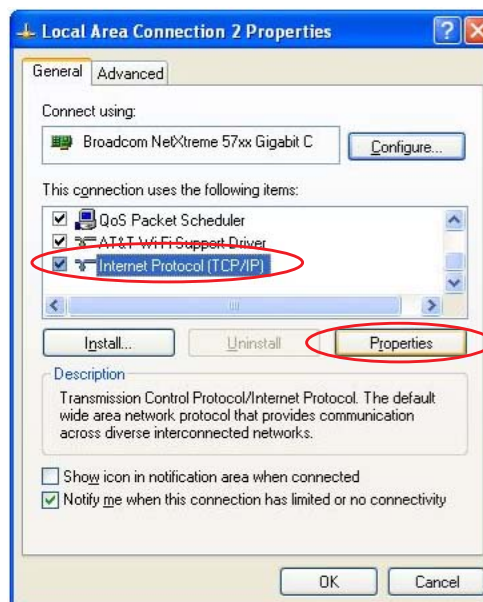 Local Area Connection 2 Properties
General Advanced
Connect using:
Broadcom NetXtreme 57xx Gigabit C
Configure...
This connection uses the following items:
QoS Packet Scheduler
AT&T Wi-Fi Support Driver
Internet Protocol (TCP/IP)
Install... Uninstall Properties
Description
Transmission Control Protocol/Internet Protocol. The default
wide area network protocol that provides communication
across diverse interconnected networks.
Show icon in notification area when connected
Notify me when this connection has limited or no connectivity
OK Cancel